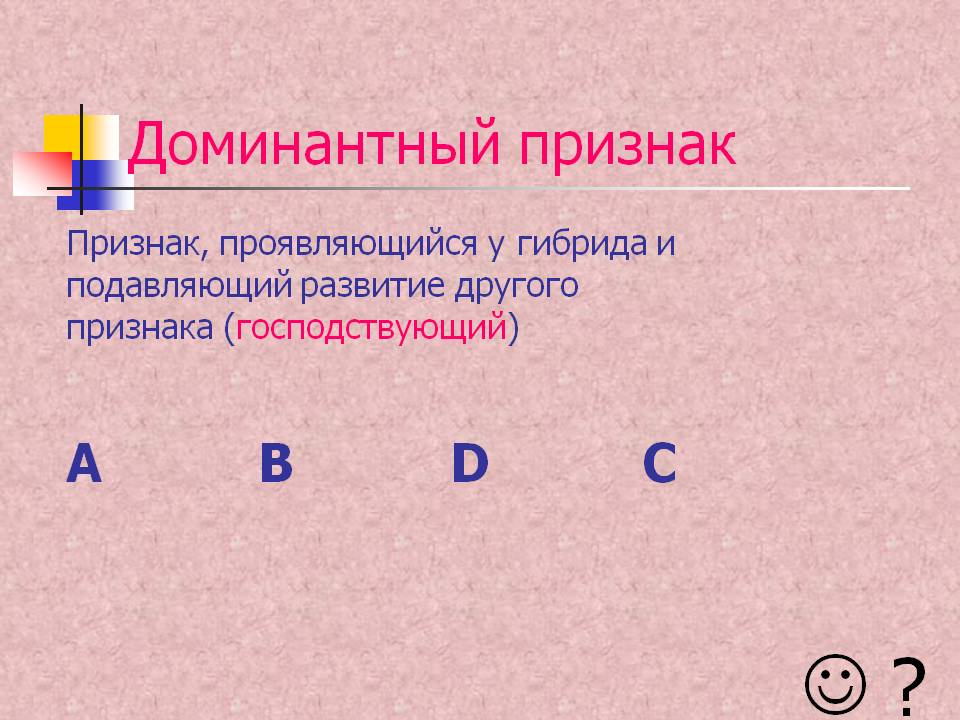 Доминантный признак
Признак, проявляющийся у гибрида и
подавляющий развитие другого
признака (господствующий)
A B D C
☺ ?